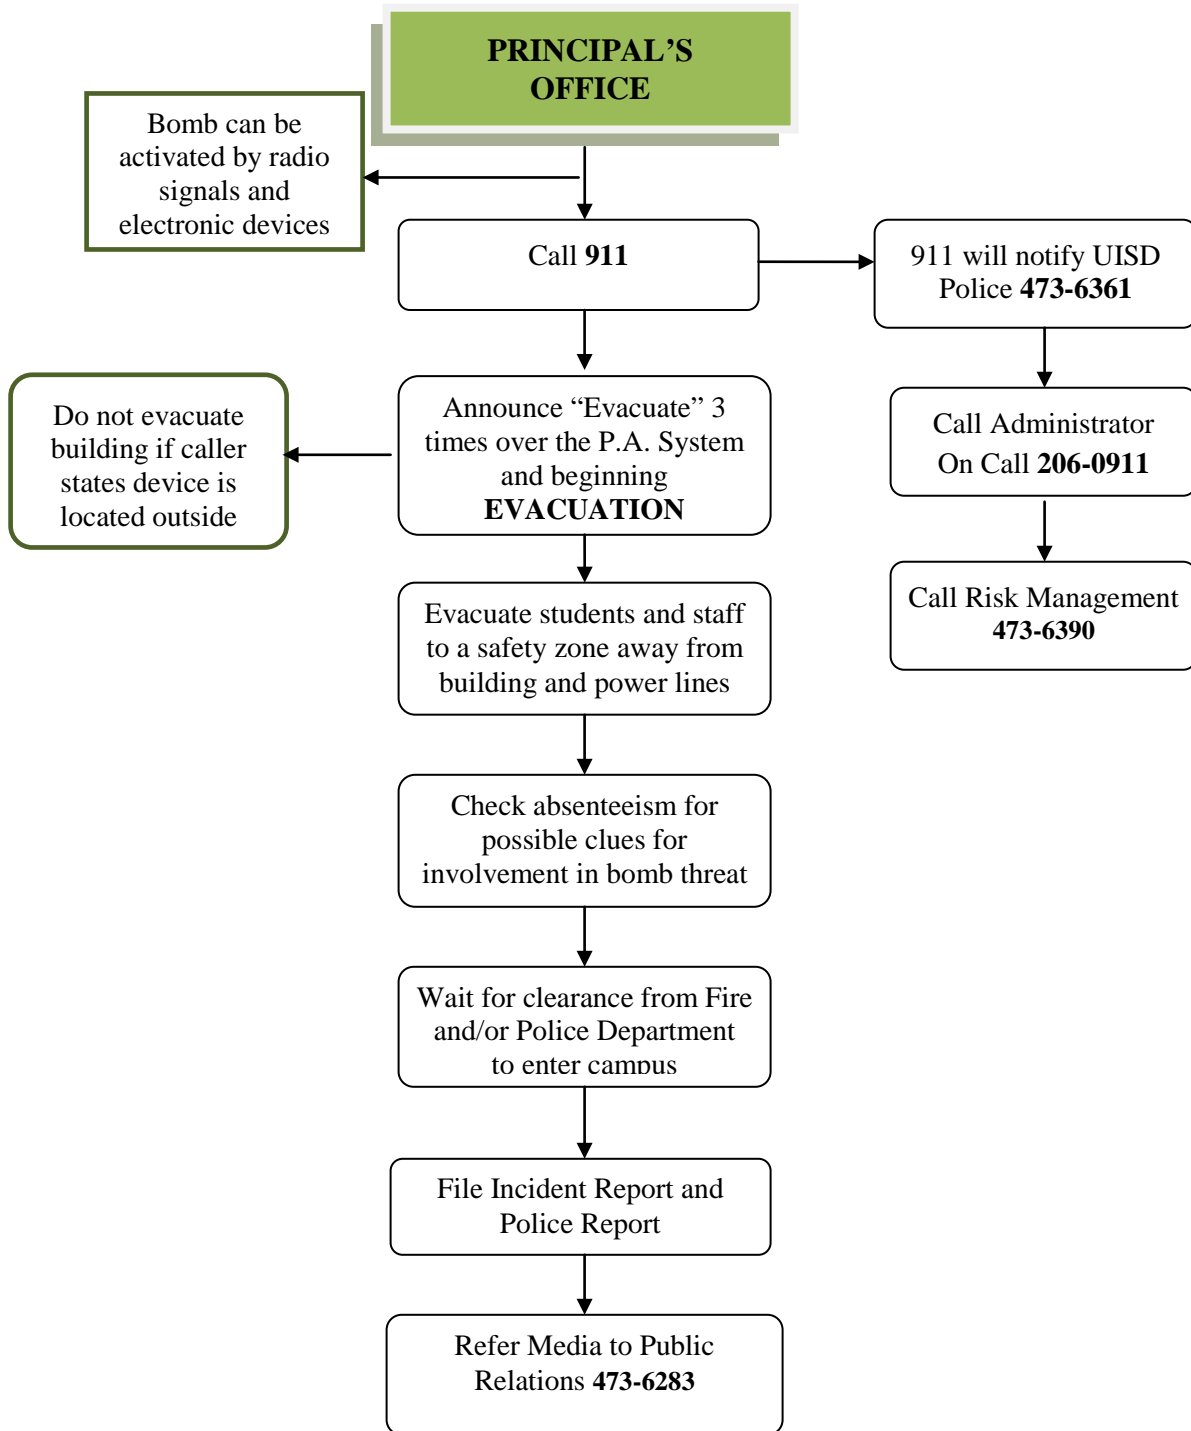 PRINCIPAL’S
OFFICE
Bomb can be
activated by radio
signals and
electronic devices
Call 911
911 will notify UISD
Police 473-6361
Do not evacuate
building if caller
states device is
located outside
Announce “Evacuate” 3
times over the P.A. System
and beginning
EVACUATION
Call Administrator
On Call 206-0911
Evacuate students and staff
to a safety zone away from
building and power lines
Call Risk Management
473-6390
Check absenteeism for
possible clues for
involvement in bomb threat
Wait for clearance from Fire
and/or Police Department
to enter campus
File Incident Report and
Police Report
Refer Media to Public
Relations 473-6283